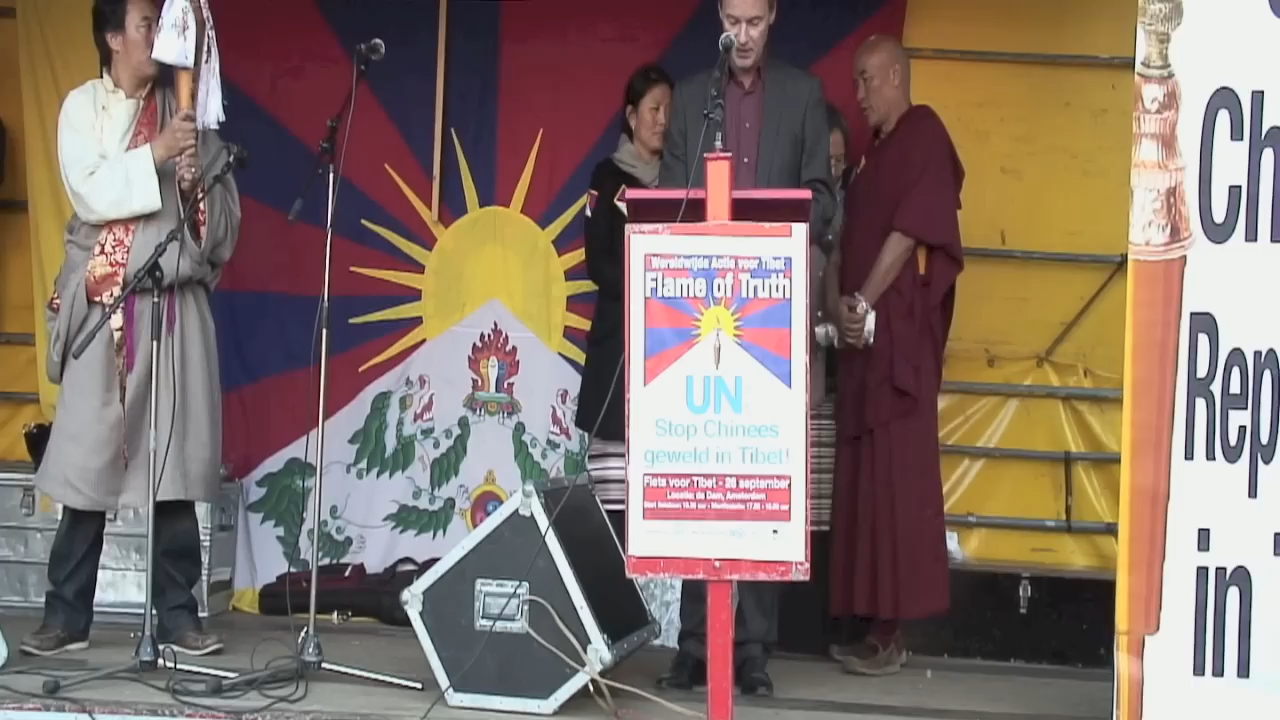 Wereldwijde Actie voor Tibet
Flame of Truth
UN
Stop Chinees
geweld in Tibet!
Fiets voor Tibet - 26 september
Locatie: de Dam, Amsterdam
Ch
Rep
in